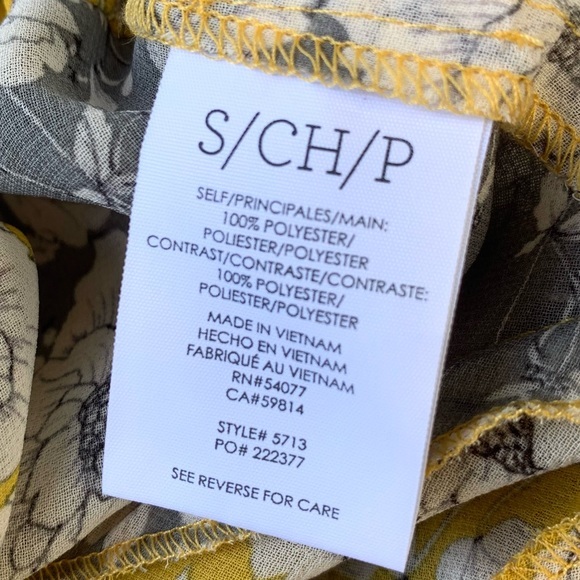 S/CH/P
SELF/PRINCIPALES/MAIN:
100% POLYESTER/
POLIESTER/POLYESTER
CONTRAST/CONTRASTE/CONTRASTE:
100% POLYESTER/
POLIESTER/POLYESTER
MADE IN VIETNAM
HECHO EN VIETNAM
FABRIQUÉ AU VIETNAM
RN#54077
CA#59814
STYLE# 5713
PO# 222377
SEE REVERSE FOR CARE